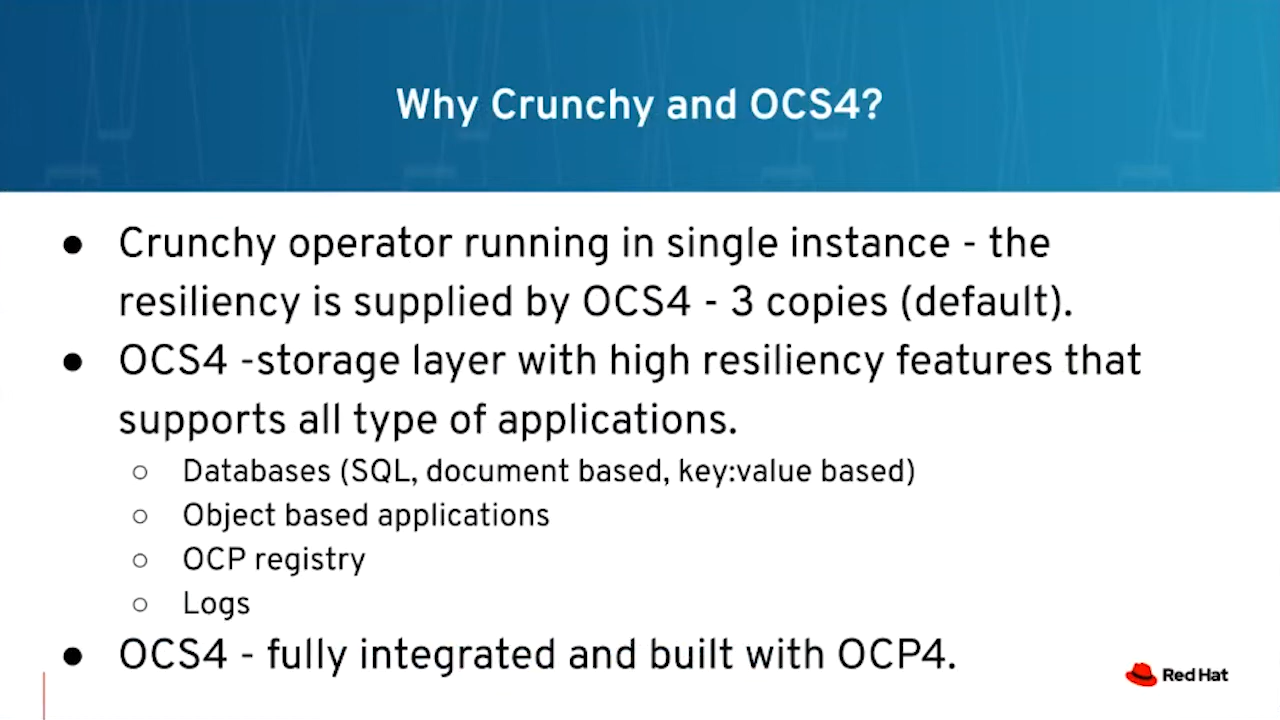 Why Crunchy and OCS4?
● Crunchy operator running in single instance - the
resiliency is supplied by OCS4 - 3 copies (default).
● OCS4 -storage layer with high resiliency features that
supports all type of applications.
○ Databases (SQL, document based, key:value based)
○ Object based applications
○ OCP registry
○ Logs
● OCS4 - fully integrated and built with OCP4.
Red Hat